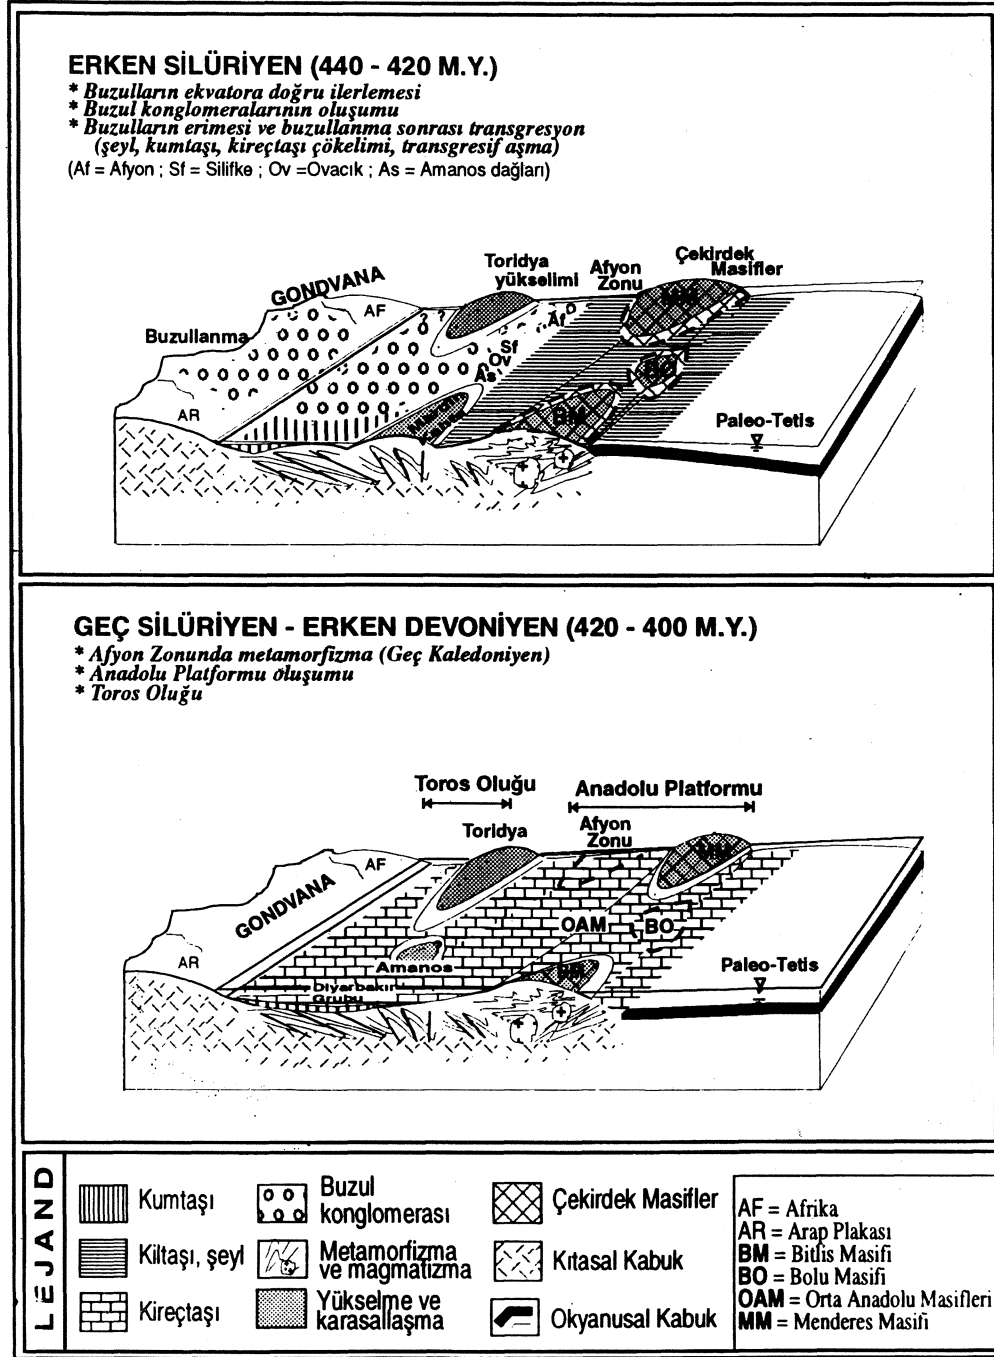 ERKEN SİLÜRİYEN (440 - 420 M.Y.)
* Buzulların ekvatora doğru ilerlemesi
* Buzul konglomeralarının oluşumu
* Buzulların erimesi ve buzullanma sonrası transgresyon
(şeyl, kumtaşı, kireçtaşı çökelimi, transgresif aşma)
(Af = Afyon ; Sf = Silifke ; Ov =Ovacık ; As = Amanos dağları)
Toridya
yükselimi
Afyon
Zonu
Çekirdek
Masifler
GONDVANA
AF
MM
Buzullanma
? ?
Af
Sf
Ov
As
BO
AR
BM
Paleo-Tetis
GEÇ SİLÜRİYEN - ERKEN DEVONİYEN (420 - 400 M.Y.)
* Afyon Zonunda metamorfizma (Geç Kaledoniyen)
* Anadolu Platformu oluşumu
* Toros Oluğu
Toros Oluğu
Anadolu Platformu
Toridya
Afyon
Zonu
MM
AF
GONDVANA
OAM
BO
AR
Amanos
BM
Paleo-Tetis
Diyarbakır
Grubu
LEJAND
Kumtaşı
Kiltaşı, şeyl
Kireçtaşı
Buzul
konglomerası
Metamorfizma
ve magmatizma
Yükselme ve
karasallaşma
Çekirdek Masifler
Kıtasal Kabuk
Okyanusal Kabuk
AF = Afrika
AR = Arap Plakası
BM = Bitlis Masifi
BO = Bolu Masifi
OAM = Orta Anadolu Masifleri
MM = Menderes Masifi